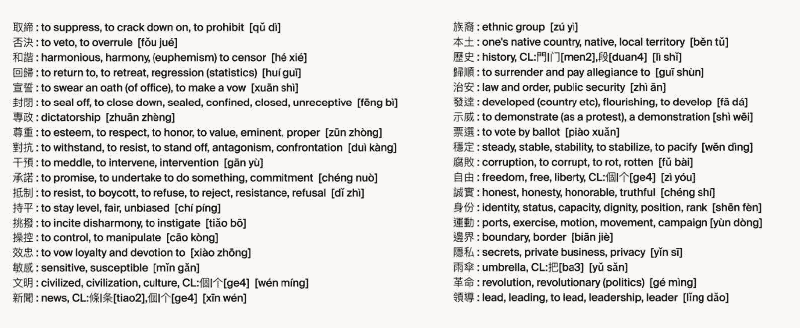 取締 : to suppress, to crack down on, to prohibit [qǔ dì]
否決 : to veto, to overrule [fǒu jué]
和諧 : harmonious, harmony, (euphemism) to censor [hé xié]
回歸 : to return to, to retreat, regression (statistics) [huí guī]
宣誓 : to swear an oath (of office), to make a vow [xuān shì]
封閉 : to seal off, to close down, sealed, confined, closed, unreceptive [fēng bì]
專政 : dictatorship [zhuān zhèng]
尊重 : to esteem, to respect, to honor, to value, eminent, proper [zūn zhòng]
對抗 : to withstand, to resist, to stand off, antagonism, confrontation [duì kàng]
干預 : to meddle, to intervene, intervention [gān yù]
承諾 : to promise, to undertake to do something, commitment [chéng nuò]
抵制 : to resist, to boycott, to refuse, to reject, resistance, refusal [dǐ zhì]
持平 : to stay level, fair, unbiased [chí píng]
挑撥 : to incite disharmony, to instigate [tiǎo bō]
操控 : to control, to manipulate [cāo kòng]
效忠 : to vow loyalty and devotion to [xiào zhōng]
敏感 : sensitive, susceptible [mǐn gǎn]
文明 : civilized, civilization, culture, CL:個|个[ge4] [wén míng]
新聞 : news, CL:條|条[tiao2],個|个[ge4] [xīn wén]
族裔 : ethnic group [zú yì]
本土 : one's native country, native, local territory [běn tǔ]
歷史 : history, CL:門|门[men2],段[duan4] [lì shǐ]
歸順 : to surrender and pay allegiance to [guī shùn]
治安 : law and order, public security [zhì ān]
發達 : developed (country etc), flourishing, to develop [fā dá]
示威 : to demonstrate (as a protest), a demonstration [shì wēi]
票選 : to vote by ballot [piào xuǎn]
穩定 : steady, stable, stability, to stabilize, to pacify [wěn dìng]
腐敗 : corruption, to corrupt, to rot, rotten [fǔ bài]
自由 : freedom, free, liberty, CL:個|个[ge4] [zì yóu]
誠實 : honest, honesty, honorable, truthful [chéng shí]
身份 : identity, status, capacity, dignity, position, rank [shēn fèn]
運動 : ports, exercise, motion, movement, campaign [yùn dòng]
邊界 : boundary, border [biān jiè]
隱私 : secrets, private business, privacy [yǐn sī]
雨傘 : umbrella, CL:把[ba3] [yǔ sǎn]
革命 : revolution, revolutionary (politics) [gé mìng]
領導 : lead, leading, to lead, leadership, leader [lǐng dǎo]